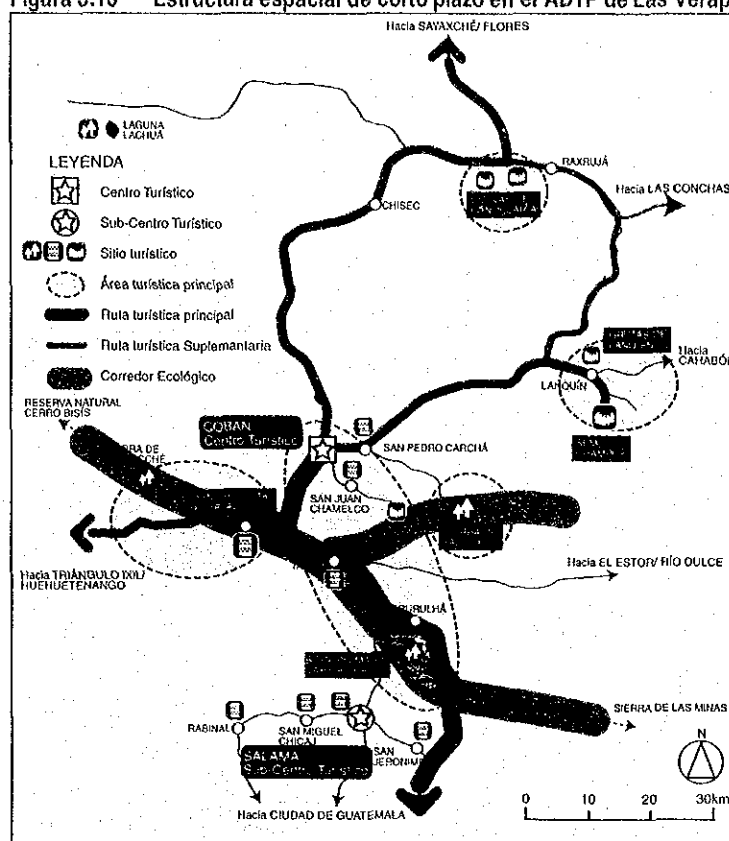 Estructura espacial de corto plazo en el ADTP de Las Verap
Hacia SAYAXCHÉ/ FLORES
LAGUNA
LACHUÁ
LEYENDA
Centro Turístico
Sub-Centro Turístico
Sitio turístico
Área turística principal
Ruta turística principal
Ruta turística Suplementaria
Corredor Ecológico
RAXRUJÁ
CHISEC
Hacia LAS CONCHAS
Hacia
CAHABÓN
LANQUÍN
RESERVA NATURAL
CERRO BISÍS
COBAN
Centro Turístico
SAN PEDRO CARCHÁ
SAN JUAN
CHAMELCO
Hacia TRIÁNGULO IXIL/
HUEHUETENANGO
Hacia EL ESTOR/ RÍO DULCE
PURULHÁ
SIERRA DE LAS MINAS
RABINAL
SAN MIGUEL
CHICAJ
SALAMA
Sub-Centro Turístico
SAN
JERONIMO
Hacia CIUDAD DE GUATEMALA
N
0 10 20 30km